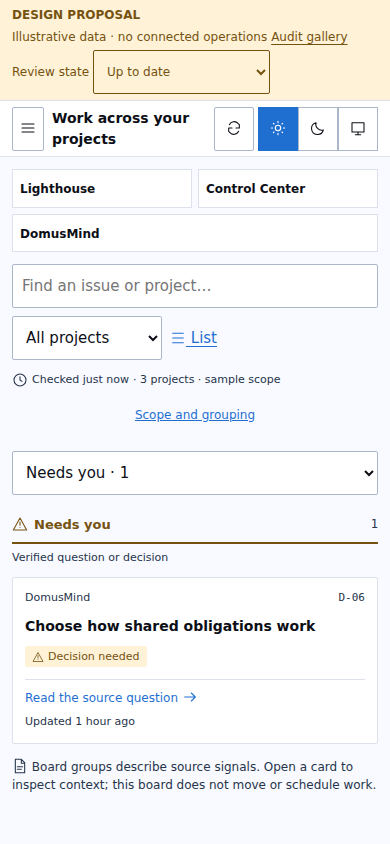 DESIGN PROPOSAL
Illustrative data · no connected operations Audit gallery
Review state Up to date
Work across your
projects
Lighthouse
Control Center
DomusMind
Find an issue or project…
All projects
List
Checked just now · 3 projects · sample scope
Scope and grouping
Needs you · 1
Needs you 1
Verified question or decision
DomusMind D-06
Choose how shared obligations work
Decision needed
Read the source question →
Updated 1 hour ago
Board groups describe source signals. Open a card to
inspect context; this board does not move or schedule work.